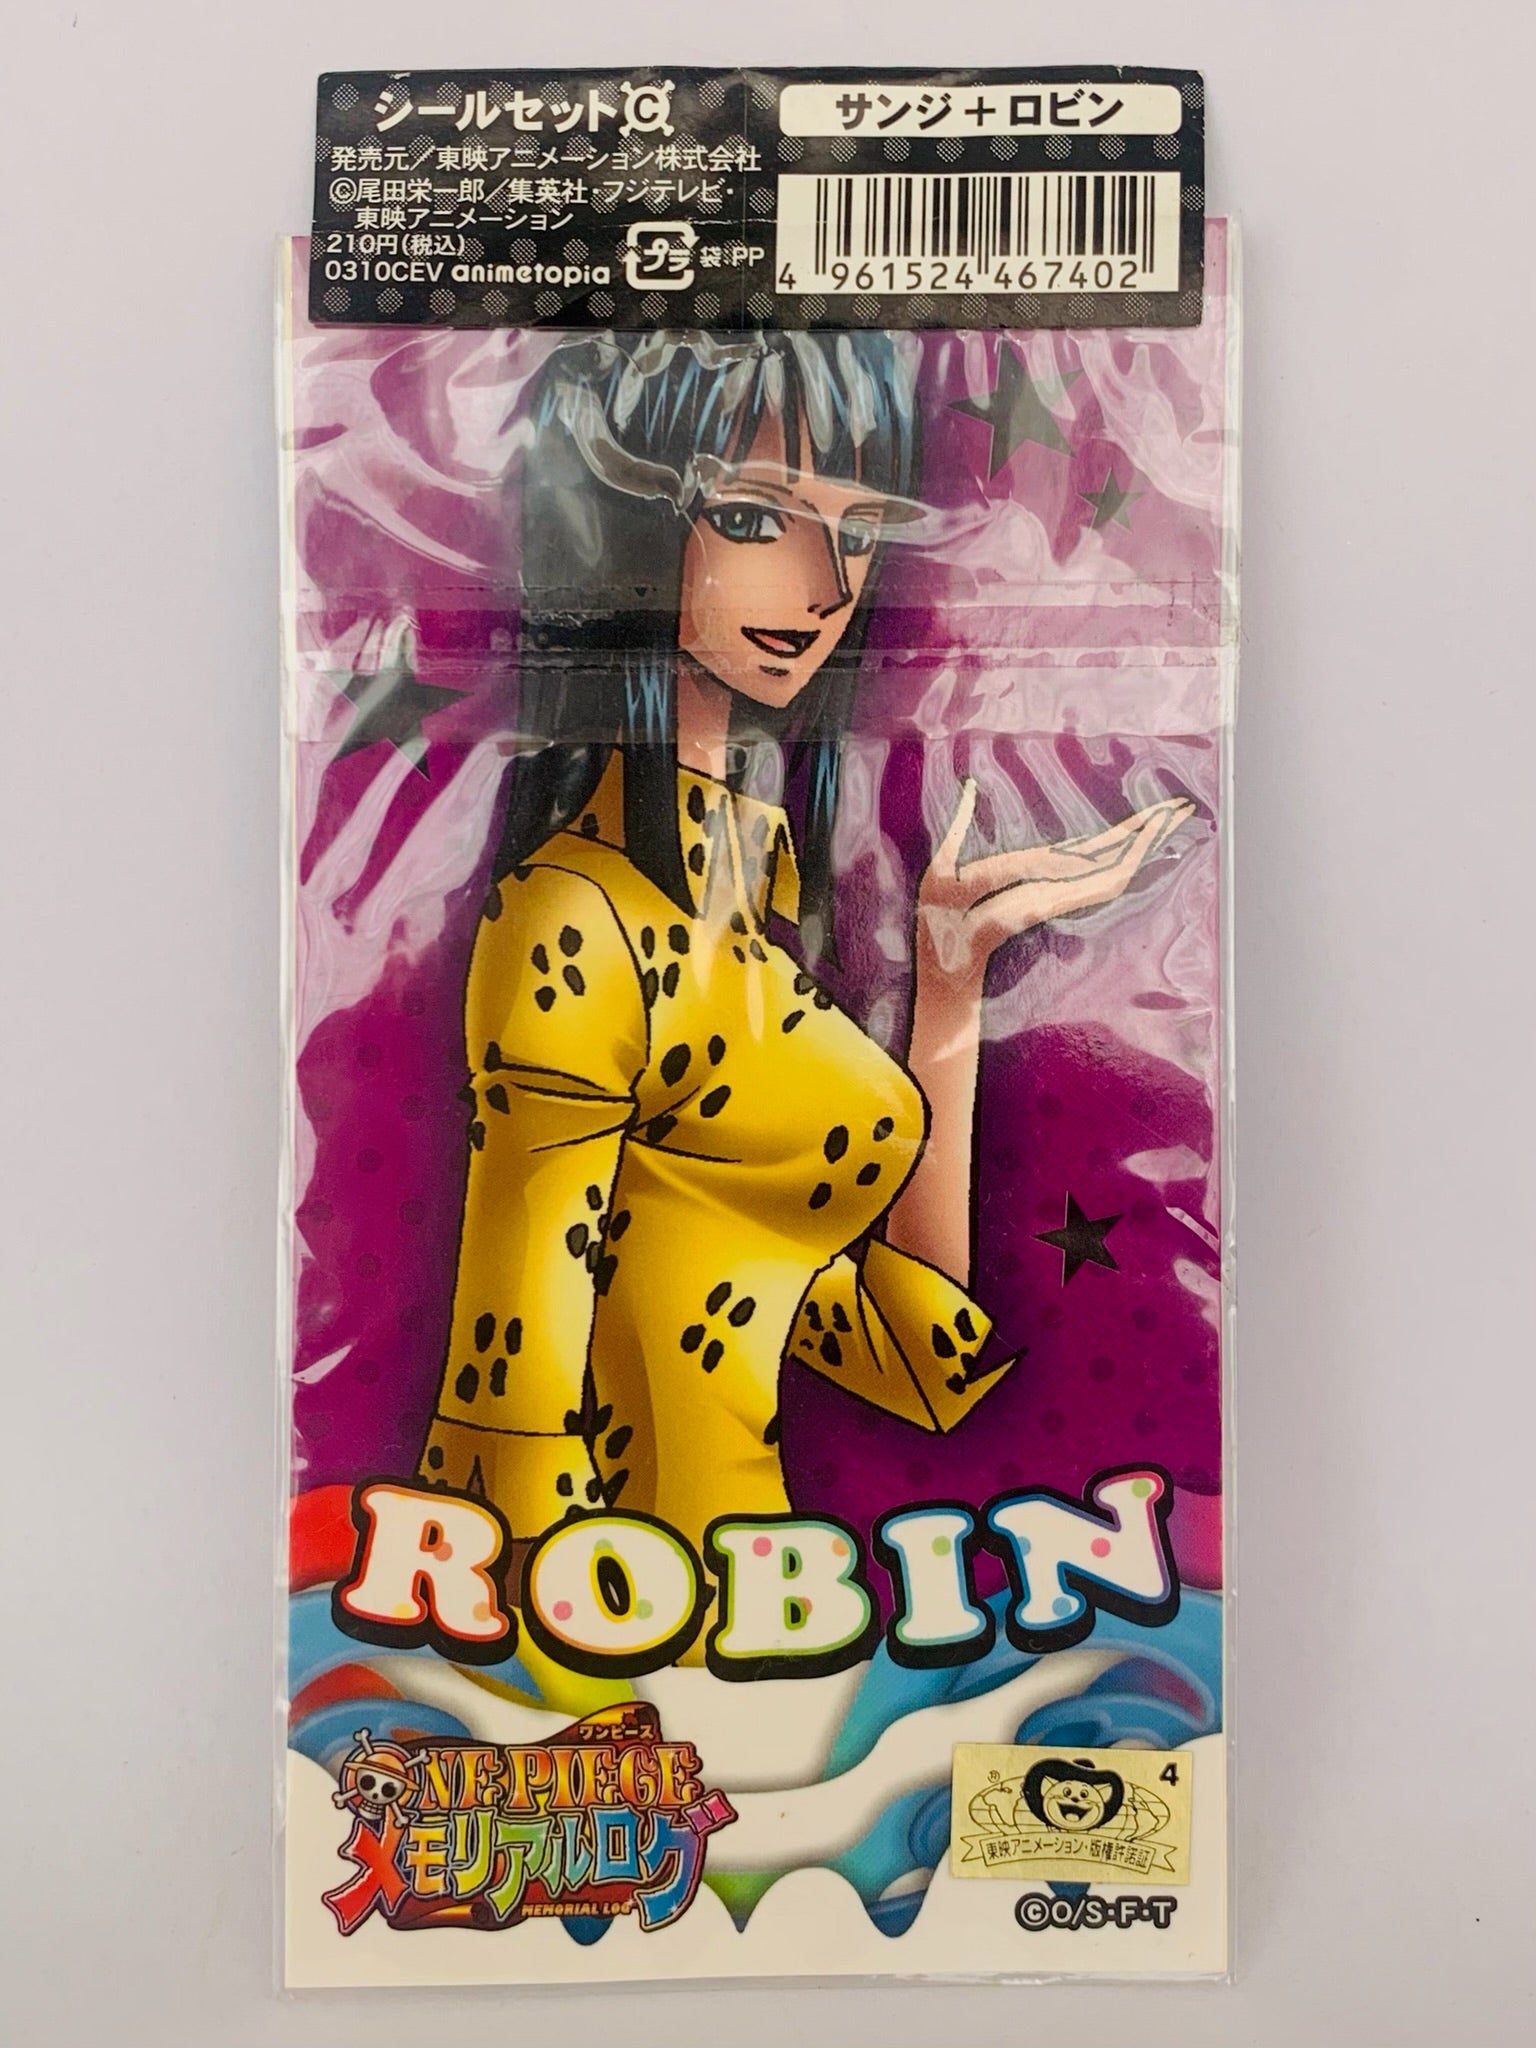 シールセットC
発売元／東映アニメーション株式会社
©尾田栄一郎／集英社・フジテレビ・
東映アニメーション
210円(税込)
0310CEV animetopia
プラ 袋:PP
サンジ＋ロビン
4 961524 467402
ROBIN
ワンピース
ONE PIECE
メモリアルログ
MEMORIAL LOG
® 4
東映アニメーション・版権許諾証
©O/S・F・T